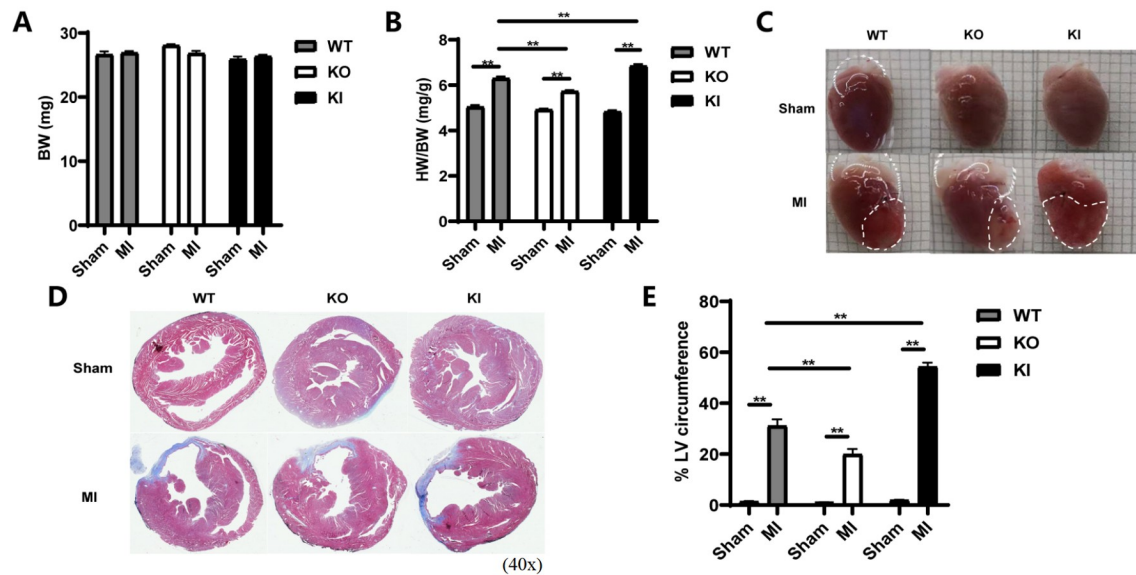 A
BW (mg)
30
20
10
0
Sham
MI
Sham
MI
Sham
MI
WT
KO
KI
B
HW/BW (mg/g)
8
6
4
2
0
**
**
**
**
**
Sham
MI
Sham
MI
Sham
MI
WT
KO
KI
C
WT KO KI
Sham
MI
D
WT KO KI
Sham
MI
(40x)
E
% LV circumference
80
60
40
20
0
**
**
**
**
**
Sham
MI
Sham
MI
Sham
MI
WT
KO
KI